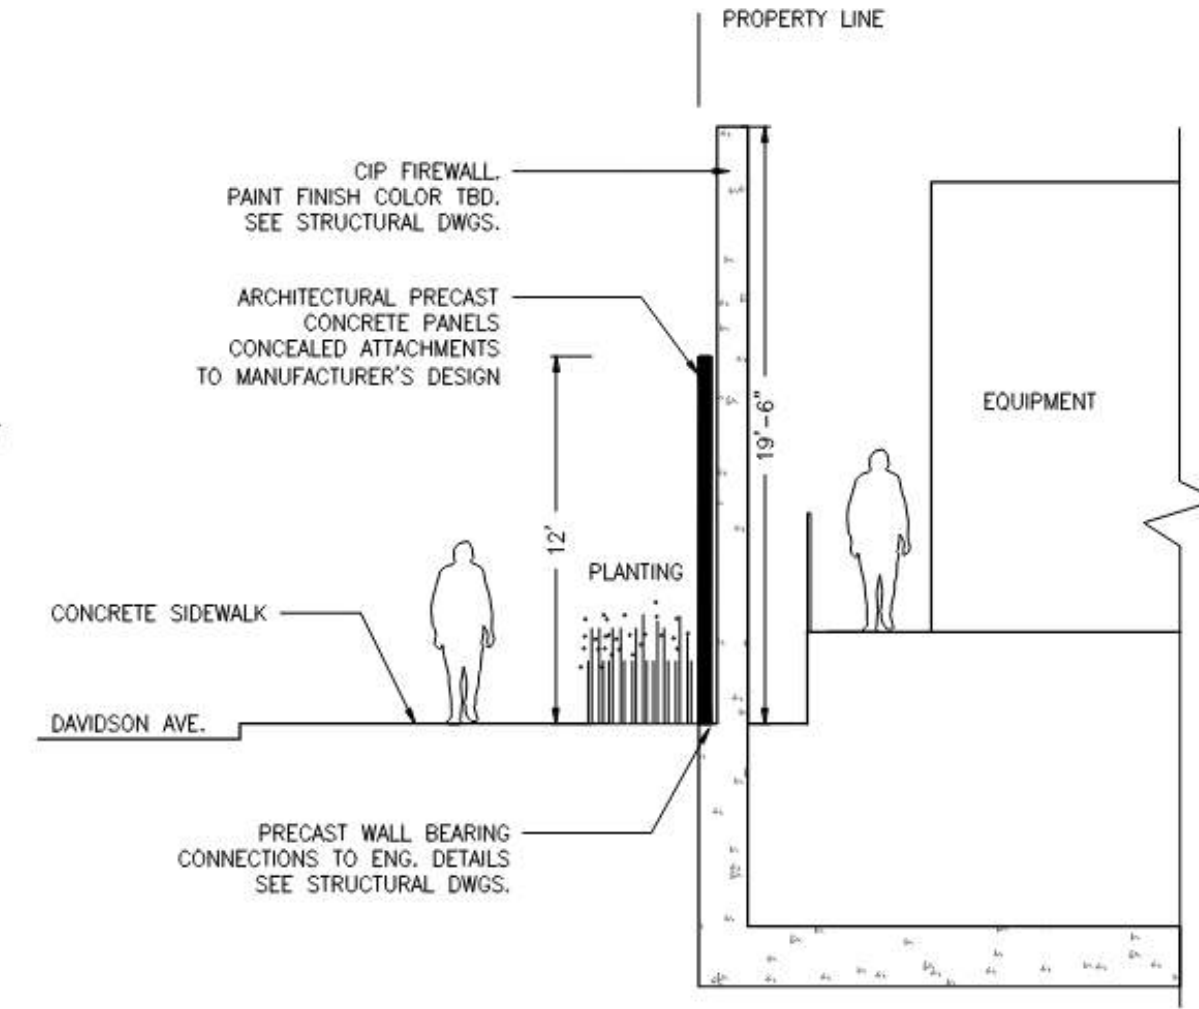 PROPERTY LINE
CIP FIREWALL.
PAINT FINISH COLOR TBD.
SEE STRUCTURAL DWGS.
ARCHITECTURAL PRECAST
CONCRETE PANELS
CONCEALED ATTACHMENTS
TO MANUFACTURER'S DESIGN
EQUIPMENT
19'-6"
12'
PLANTING
CONCRETE SIDEWALK
DAVIDSON AVE.
PRECAST WALL BEARING
CONNECTIONS TO ENG. DETAILS
SEE STRUCTURAL DWGS.